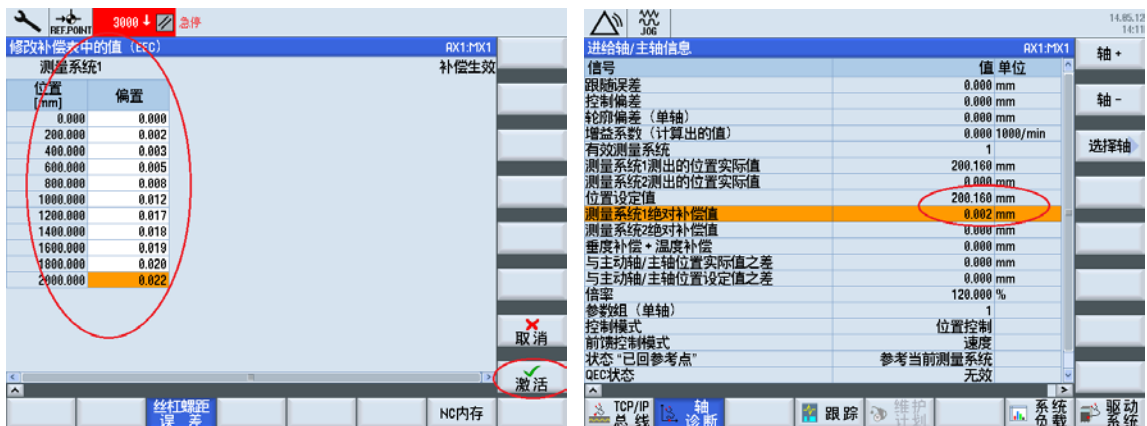 REF.POINT
3000 急停
修改补偿表中的值 (EEC) AX1:MX1
测量系统1 补偿生效
位置 [mm] 偏置
0.000 0.000
200.000 0.002
400.000 0.003
600.000 0.005
800.000 0.008
1000.000 0.012
1200.000 0.017
1400.000 0.018
1600.000 0.019
1800.000 0.020
2000.000 0.022
取消
激活
丝杠螺距误差 NC内存
JOG
14.05.12
14:11
进给轴/主轴信息 AX1:MX1
信号 值 单位
跟随误差 0.000 mm
控制偏差 0.000 mm
轮廓偏差（单轴） 0.000 mm
增益系数（计算出的值） 0.000 1000/min
有效测量系统 1
测量系统1测出的位置实际值 200.160 mm
测量系统2测出的位置实际值 0.000 mm
位置设定值 200.160 mm
测量系统1绝对补偿值 0.002 mm
测量系统2绝对补偿值 0.000 mm
垂度补偿+温度补偿 0.000 mm
与主动轴/主轴位置实际值之差 0.000 mm
与主动轴/主轴位置设定值之差 0.000 mm
倍率 120.000 %
参数组（单轴） 1
控制模式 位置控制
前馈控制模式 速度
状态 "已回参考点" 参考当前测量系统
QEC状态 无效
轴 +
轴 -
选择轴
TCP/IP 总线 轴诊断 跟踪 维护计划 系统负载 驱动系统